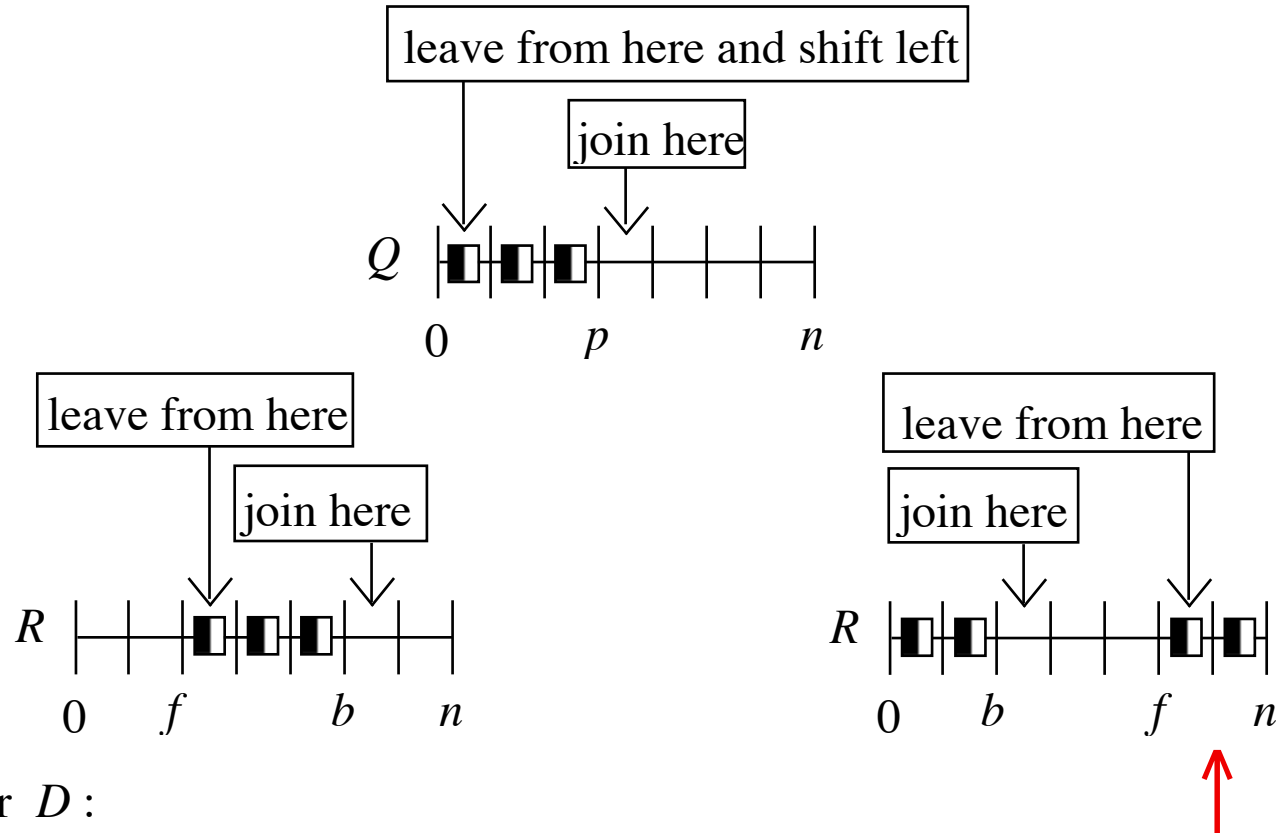 leave from here and shift left
join here
Q
0 p n
leave from here
join here
R
0 f b n
leave from here
join here
R
0 b f n
r D :